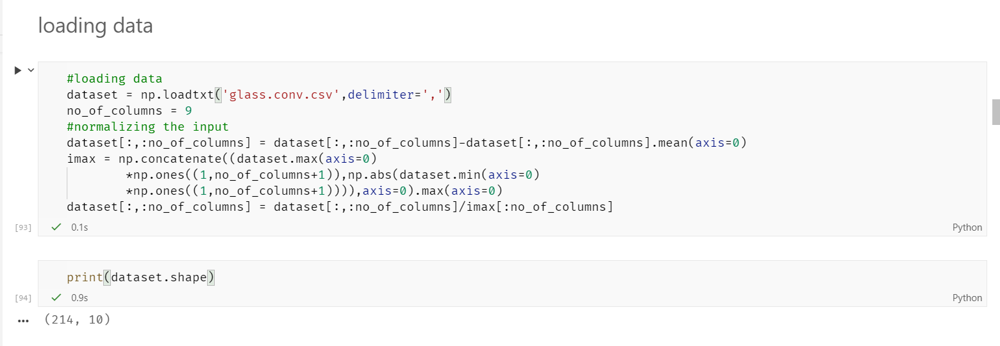 loading data
#loading data
dataset = np.loadtxt('glass.conv.csv',delimiter=',')
no_of_columns = 9
#normalizing the input
dataset[:,:no_of_columns] = dataset[:,:no_of_columns]-dataset[:,:no_of_columns].mean(axis=0)
imax = np.concatenate((dataset.max(axis=0)
        *np.ones((1,no_of_columns+1)),np.abs(dataset.min(axis=0)
        *np.ones((1,no_of_columns+1)))),axis=0).max(axis=0)
dataset[:,:no_of_columns] = dataset[:,:no_of_columns]/imax[:no_of_columns]
[93] ✓ 0.1s Python
print(dataset.shape)
[94] ✓ 0.9s Python
... (214, 10)